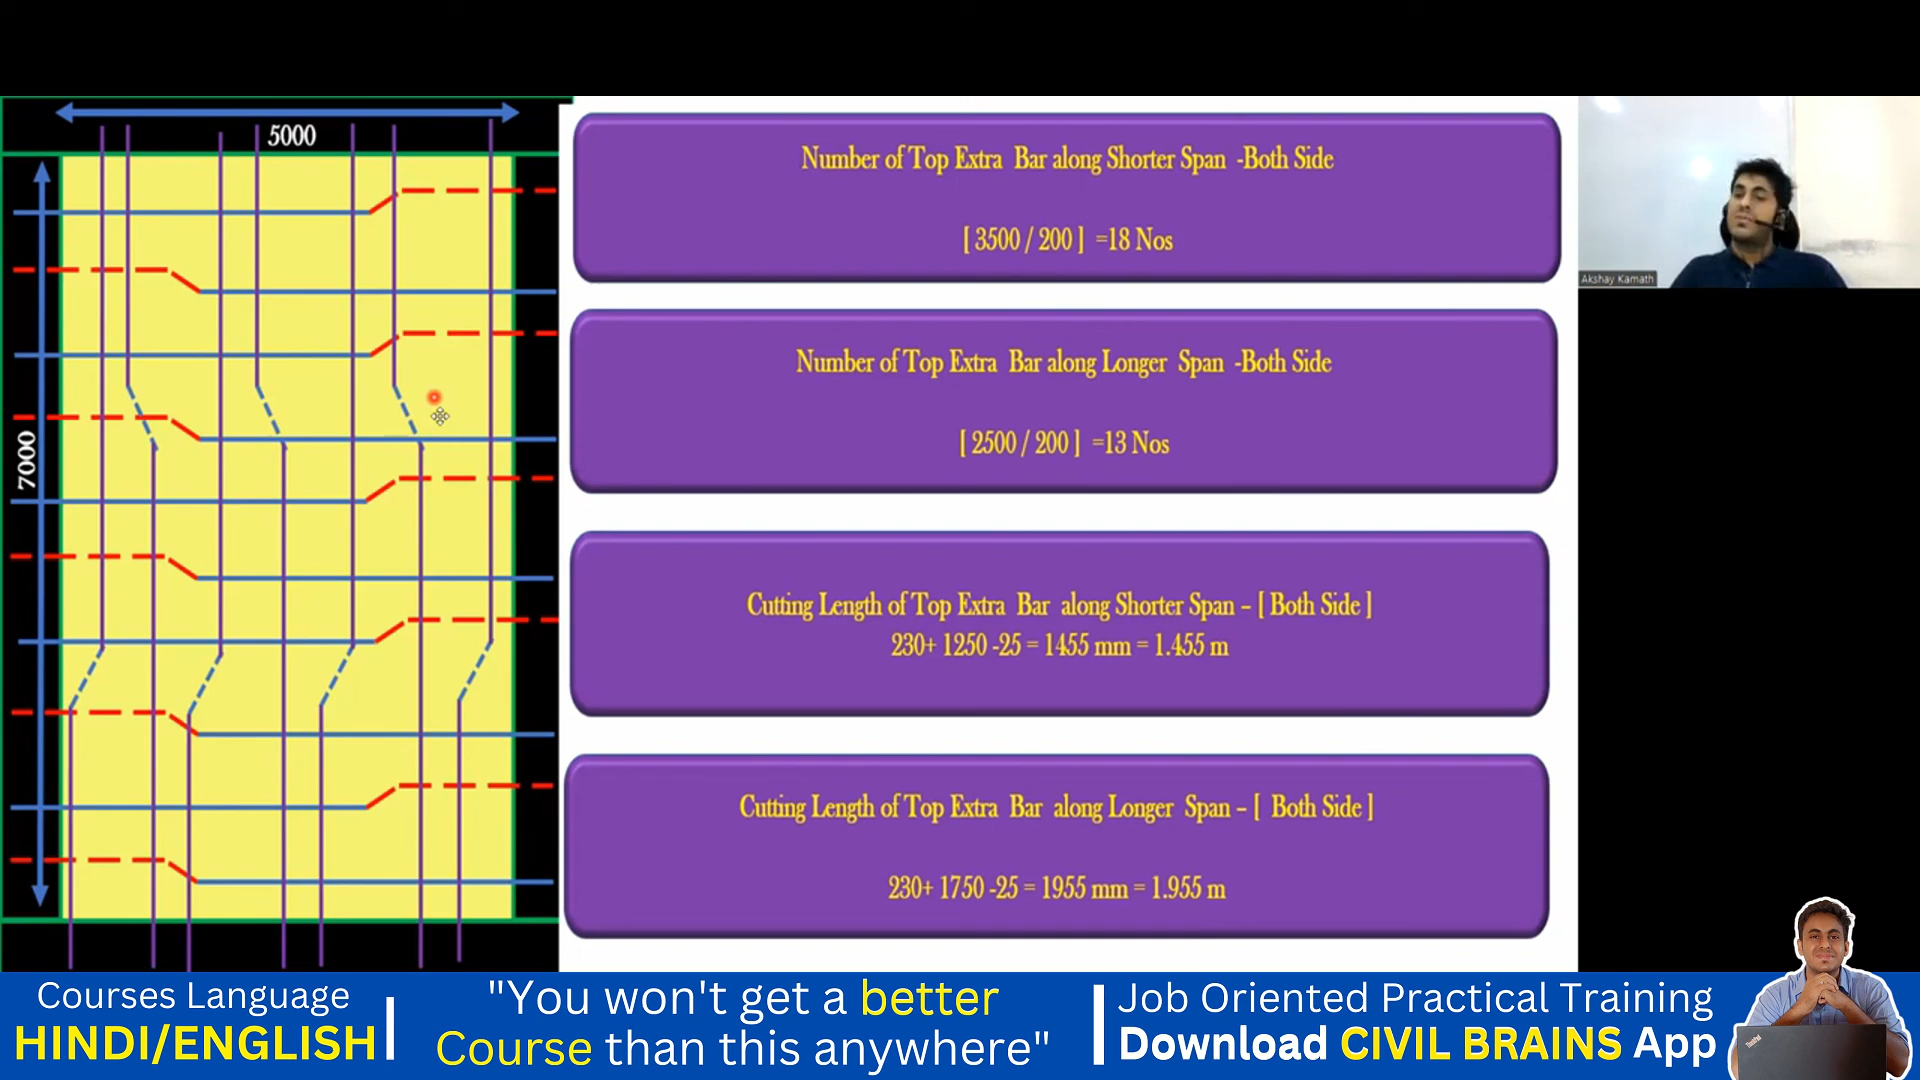 5000
7000
Number of Top Extra Bar along Shorter Span -Both Side
[ 3500 / 200 ] =18 Nos
Number of Top Extra Bar along Longer Span -Both Side
[ 2500 / 200 ] =13 Nos
Cutting Length of Top Extra Bar along Shorter Span – [ Both Side ]
230+ 1250 -25 = 1455 mm = 1.455 m
Cutting Length of Top Extra Bar along Longer Span – [ Both Side ]
230+ 1750 -25 = 1955 mm = 1.955 m
Akshay Kamath
Courses Language
HINDI/ENGLISH
"You won't get a better
Course than this anywhere"
Job Oriented Practical Training
Download CIVIL BRAINS App
ThinkPad